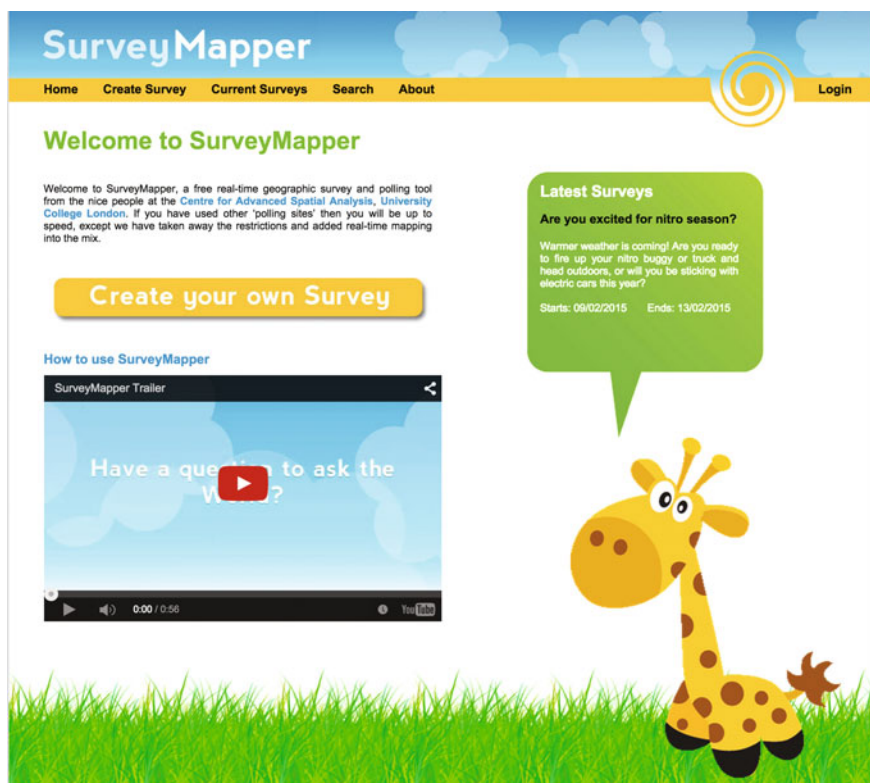 SurveyMapper
Home Create Survey Current Surveys Search About Login
Welcome to SurveyMapper
Welcome to SurveyMapper, a free real-time geographic survey and polling tool
from the nice people at the Centre for Advanced Spatial Analysis, University
College London. If you have used other 'polling sites' then you will be up to
speed, except we have taken away the restrictions and added real-time mapping
into the mix.
Create your own Survey
How to use SurveyMapper
SurveyMapper Trailer
Have a question to ask the
World?
0:00 / 0:56
YouTube
Latest Surveys
Are you excited for nitro season?
Warmer weather is coming! Are you ready
to fire up your nitro buggy or truck and
head outdoors, or will you be sticking with
electric cars this year?
Starts: 09/02/2015 Ends: 13/02/2015